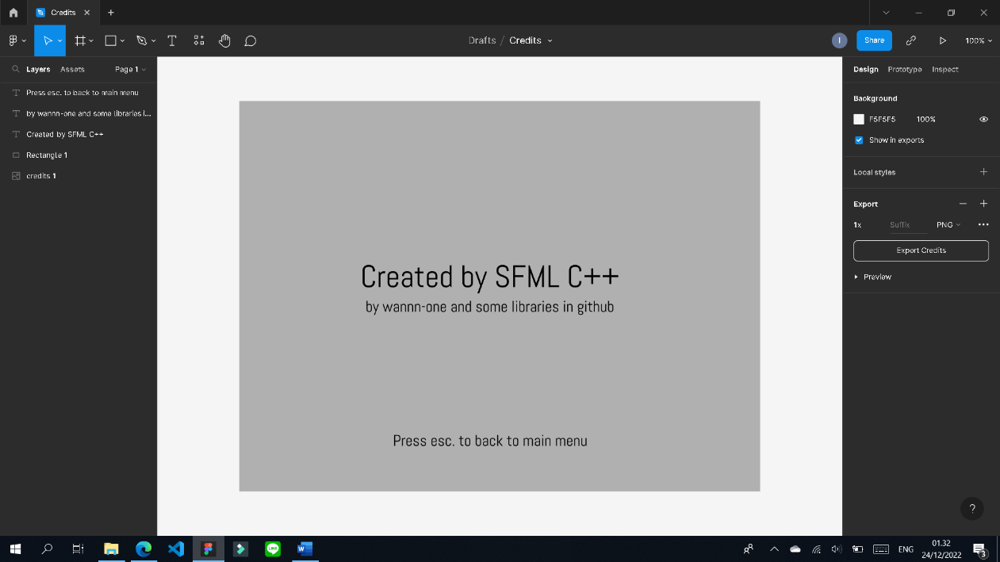 Credits
Drafts / Credits
I
Share
100%
Layers
Assets
Page 1
Press esc. to back to main menu
by wannn-one and some libraries i...
Created by SFML C++
Rectangle 1
credits 1
Created by SFML C++
by wannn-one and some libraries in github
Press esc. to back to main menu
Design
Prototype
Inspect
Background
F5F5F5
100%
Show in exports
Local styles
Export
1x
Suffix
PNG
Export Credits
Preview
?
LINE
ENG
01.32
24/12/2022
3